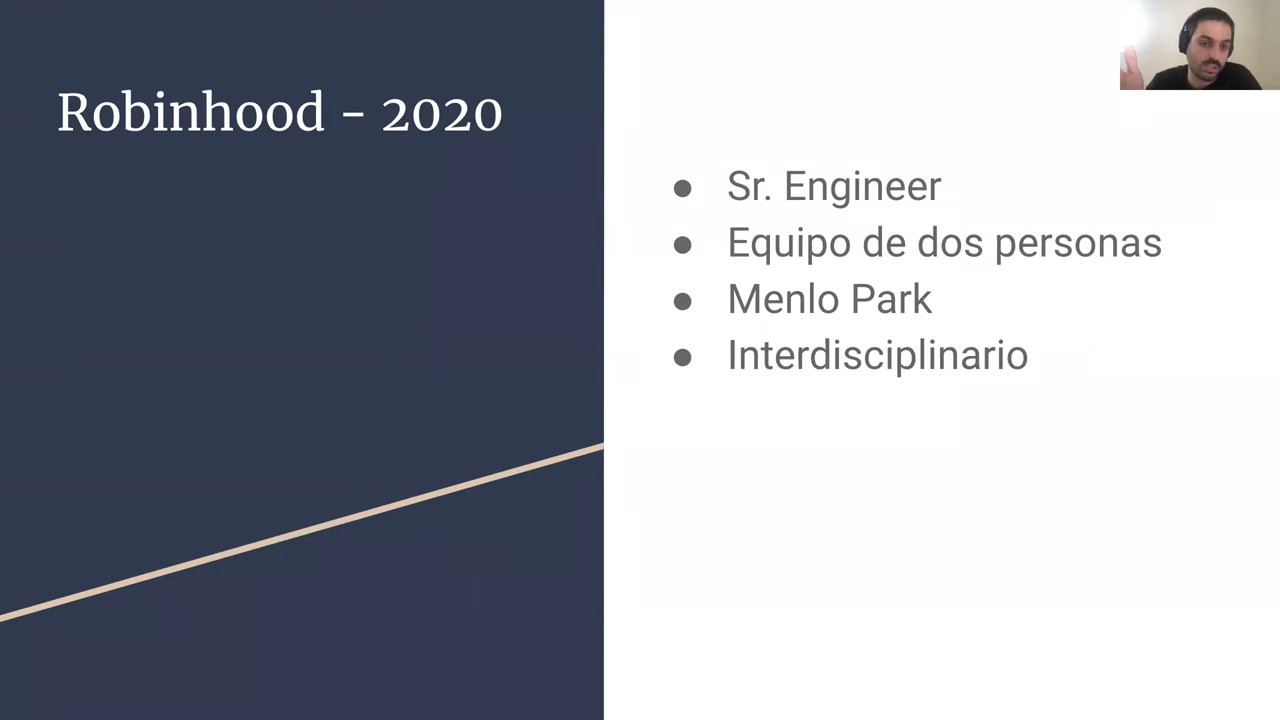 Robinhood - 2020
● Sr. Engineer
● Equipo de dos personas
● Menlo Park
● Interdisciplinario